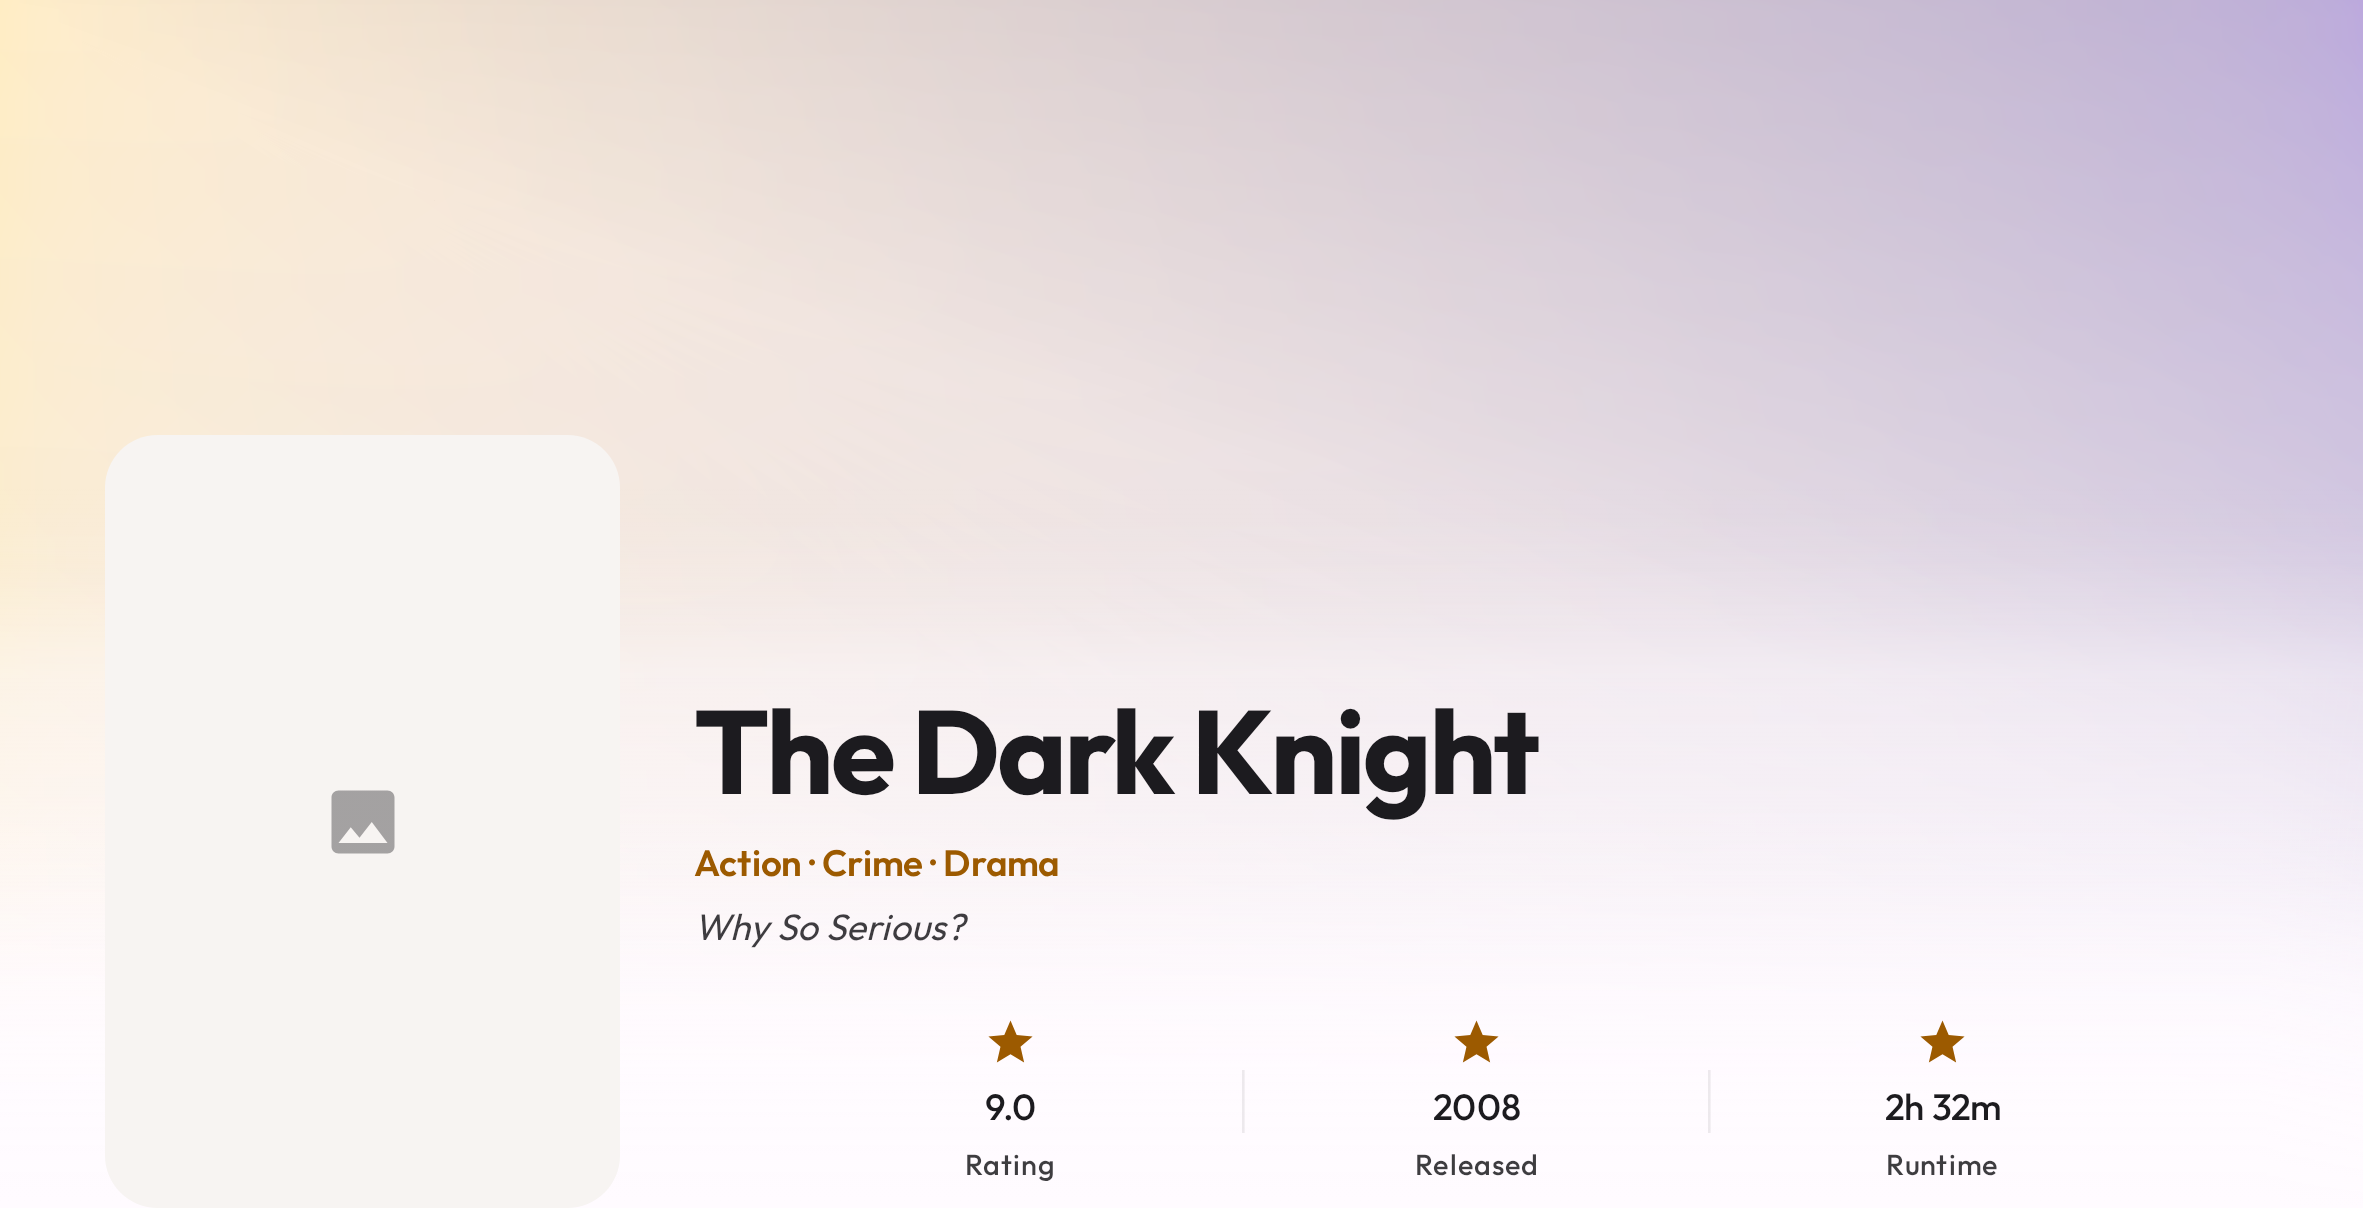 The Dark Knight
Action · Crime · Drama
Why So Serious?
9.0
2008
2h 32m
Rating
Released
Runtime